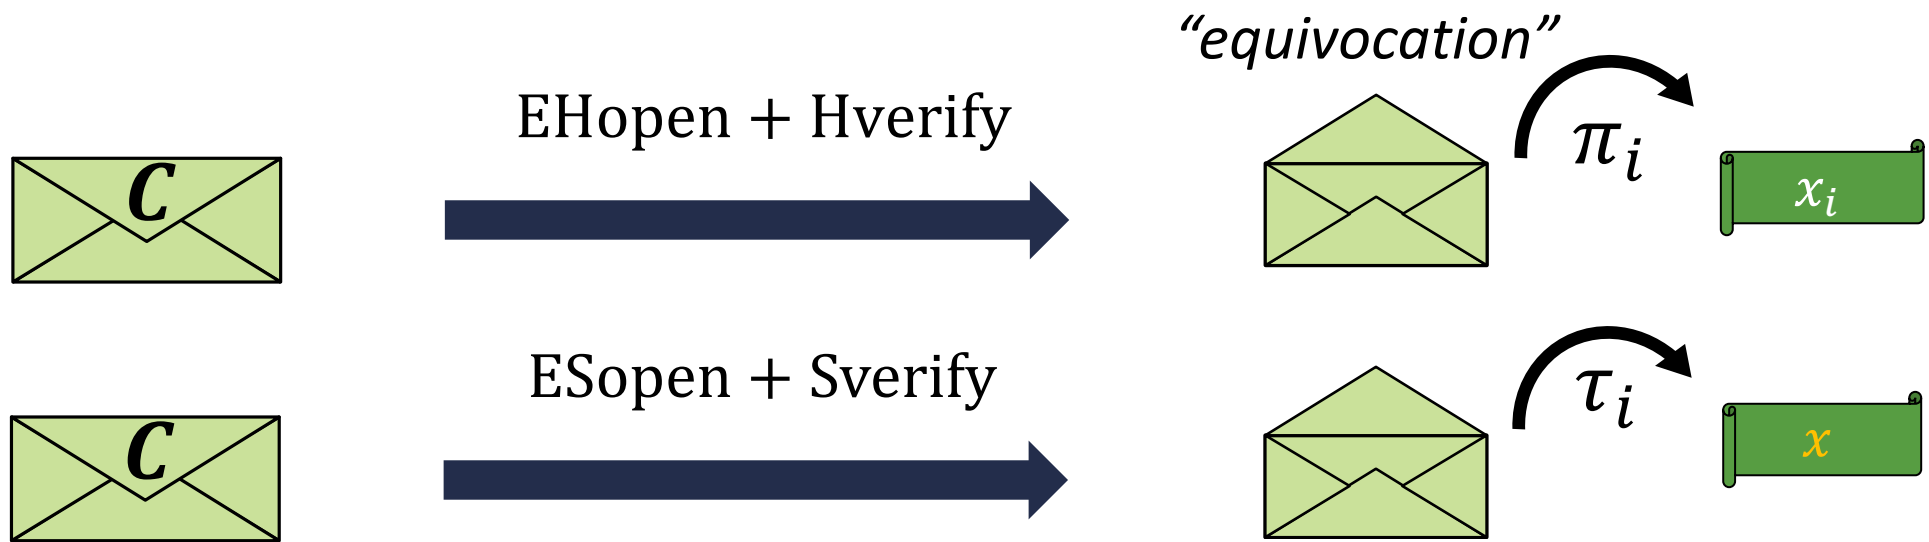 “equivocation”
EHopen + Hverify
C
π_i
x_i
ESopen + Sverify
C
τ_i
x